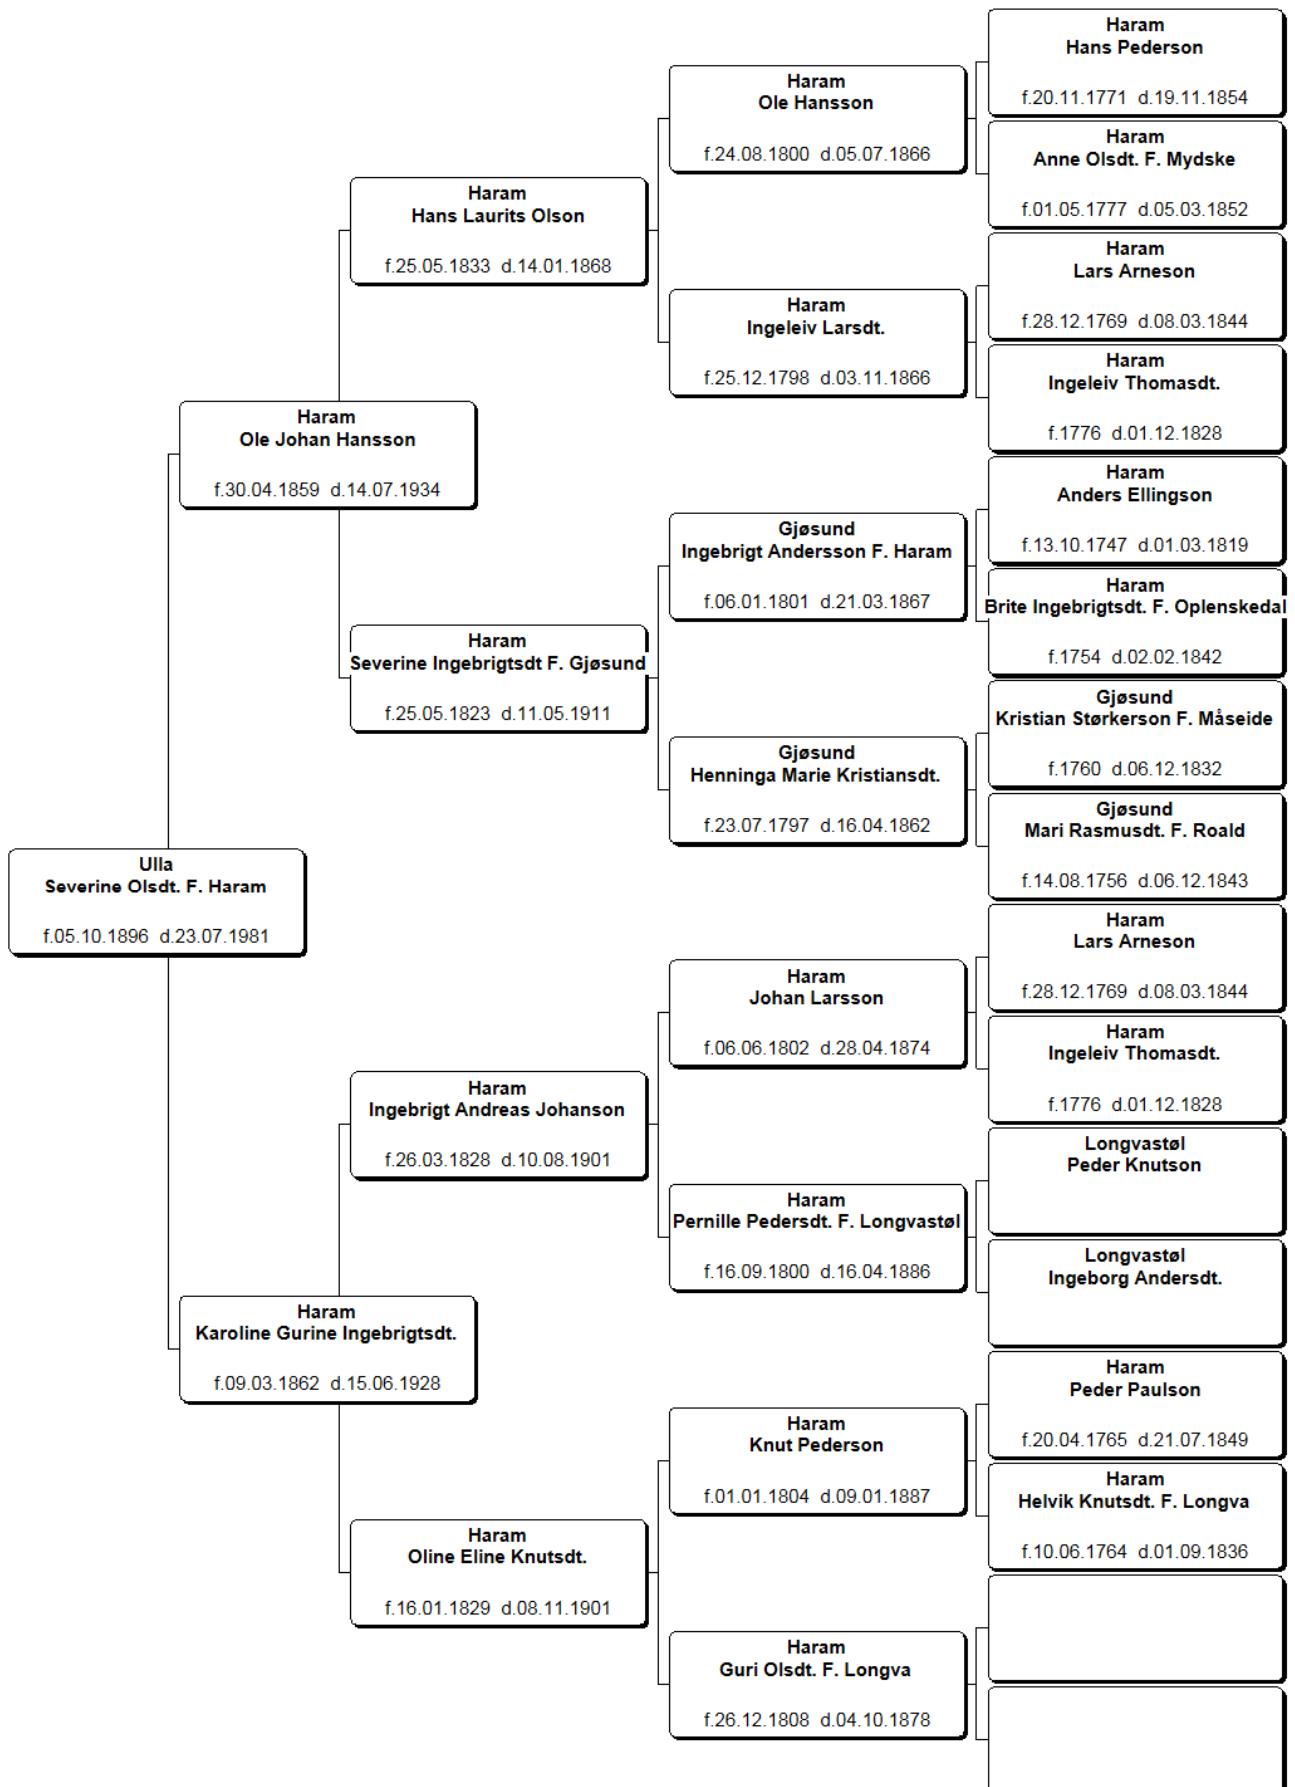 Haram
Hans Pederson
f.20.11.1771 d.19.11.1854
Haram
Ole Hansson
f.24.08.1800 d.05.07.1866
Haram
Anne Olsdt. F. Mydske
f.01.05.1777 d.05.03.1852
Haram
Hans Laurits Olson
f.25.05.1833 d.14.01.1868
Haram
Lars Arneson
f.28.12.1769 d.08.03.1844
Haram
Ingeleiv Larsdt.
f.25.12.1798 d.03.11.1866
Haram
Ingeleiv Thomasdt.
f.1776 d.01.12.1828
Haram
Ole Johan Hansson
f.30.04.1859 d.14.07.1934
Haram
Anders Ellingson
f.13.10.1747 d.01.03.1819
Gjøsund
Ingebrigt Andersson F. Haram
f.06.01.1801 d.21.03.1867
Haram
Brite Ingebrigtsdt. F. Oplenskedal
f.1754 d.02.02.1842
Haram
Severine Ingebrigtsdt F. Gjøsund
f.25.05.1823 d.11.05.1911
Gjøsund
Kristian Størkerson F. Måseide
f.1760 d.06.12.1832
Gjøsund
Henninga Marie Kristiansdt.
f.23.07.1797 d.16.04.1862
Gjøsund
Mari Rasmusdt. F. Roald
f.14.08.1756 d.06.12.1843
Ulla
Severine Olsdt. F. Haram
f.05.10.1896 d.23.07.1981
Haram
Lars Arneson
f.28.12.1769 d.08.03.1844
Haram
Johan Larsson
f.06.06.1802 d.28.04.1874
Haram
Ingeleiv Thomasdt.
f.1776 d.01.12.1828
Haram
Ingebrigt Andreas Johanson
f.26.03.1828 d.10.08.1901
Longvastøl
Peder Knutson
Haram
Pernille Pedersdt. F. Longvastøl
f.16.09.1800 d.16.04.1886
Longvastøl
Ingeborg Andersdt.
Haram
Karoline Gurine Ingebrigtsdt.
f.09.03.1862 d.15.06.1928
Haram
Peder Paulson
f.20.04.1765 d.21.07.1849
Haram
Knut Pederson
f.01.01.1804 d.09.01.1887
Haram
Helvik Knutsdt. F. Longva
f.10.06.1764 d.01.09.1836
Haram
Oline Eline Knutsdt.
f.16.01.1829 d.08.11.1901
Haram
Guri Olsdt. F. Longva
f.26.12.1808 d.04.10.1878